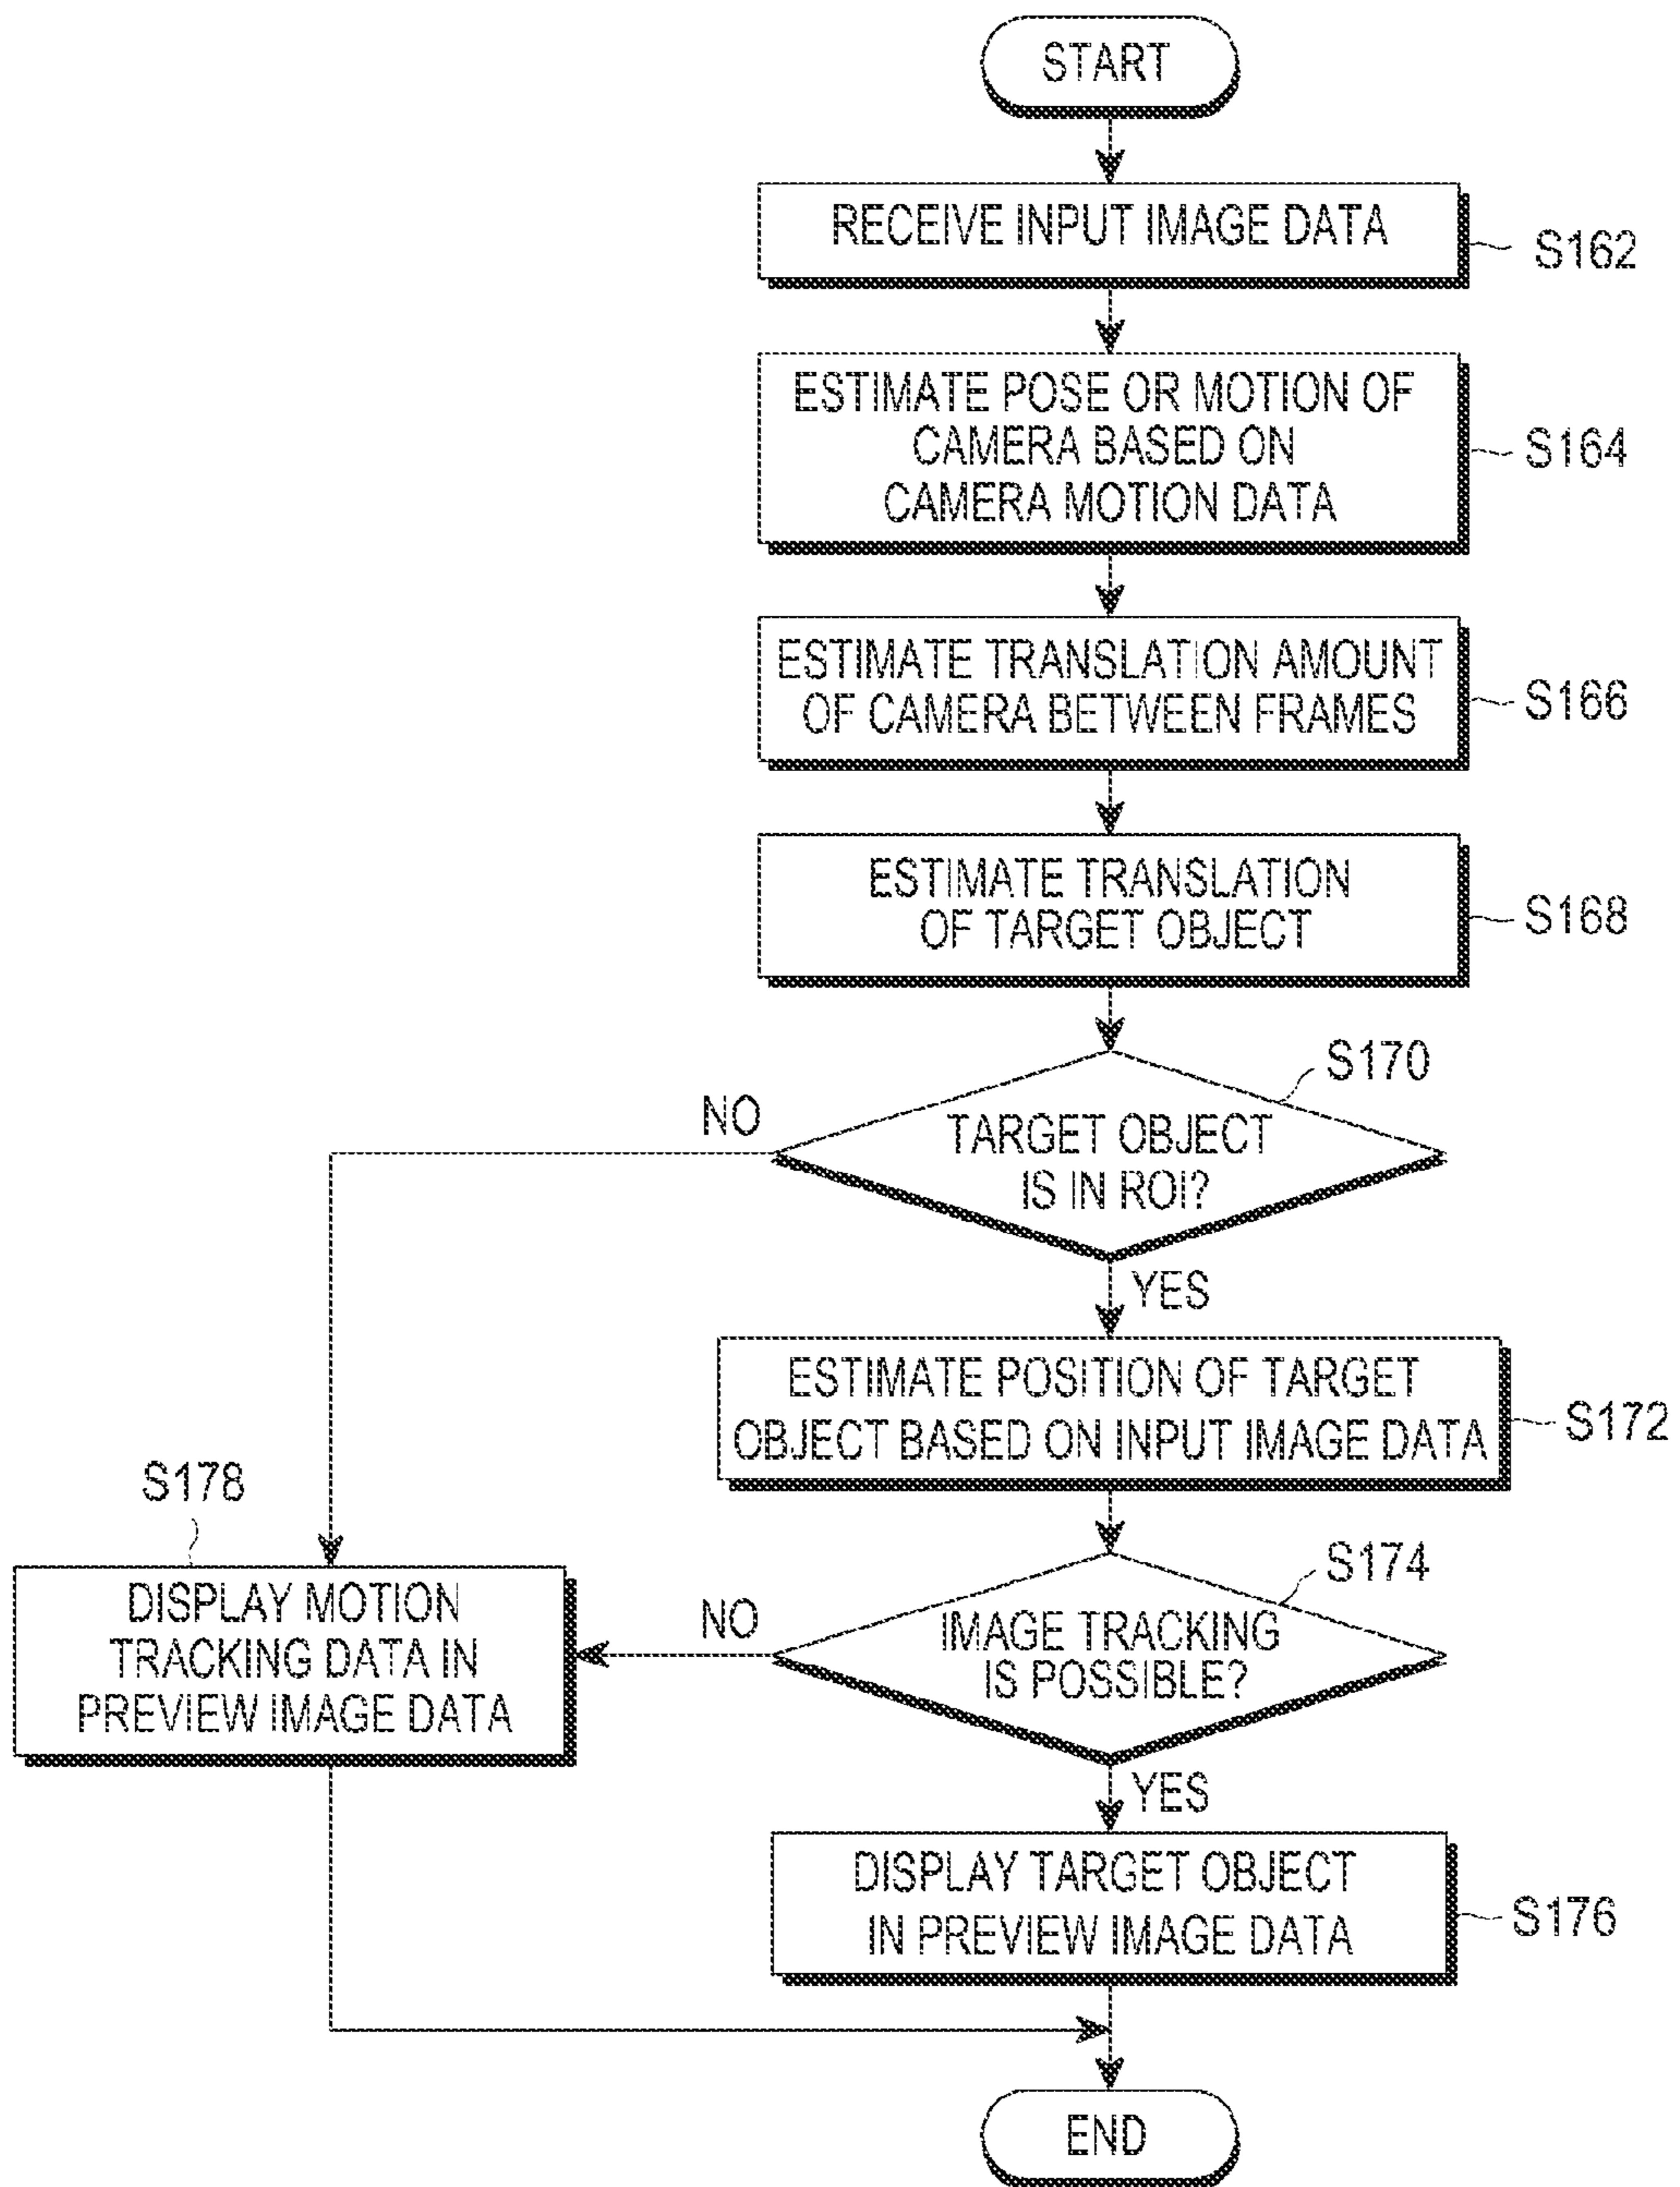 START
RECEIVE INPUT IMAGE DATA
S162
ESTIMATE POSE OR MOTION OF
CAMERA BASED ON
CAMERA MOTION DATA
S164
ESTIMATE TRANSLATION AMOUNT
OF CAMERA BETWEEN FRAMES
S166
ESTIMATE TRANSLATION
OF TARGET OBJECT
S168
S170
NO
TARGET OBJECT
IS IN ROI?
YES
ESTIMATE POSITION OF TARGET
OBJECT BASED ON INPUT IMAGE DATA
S172
S178
DISPLAY MOTION
TRACKING DATA IN
PREVIEW IMAGE DATA
S174
NO
IMAGE TRACKING
IS POSSIBLE?
YES
DISPLAY TARGET OBJECT
IN PREVIEW IMAGE DATA
S176
END